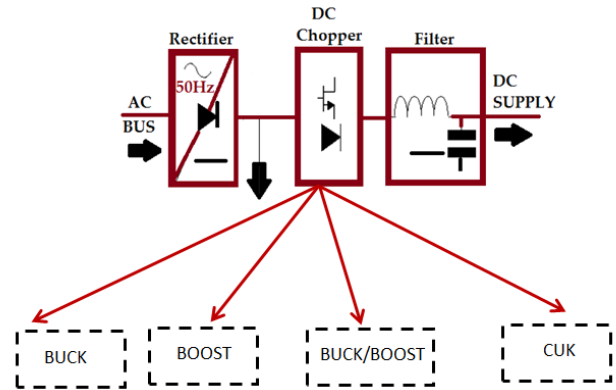 Rectifier
DC
Chopper
Filter
50Hz
AC
BUS
DC
SUPPLY
BUCK
BOOST
BUCK/BOOST
CUK